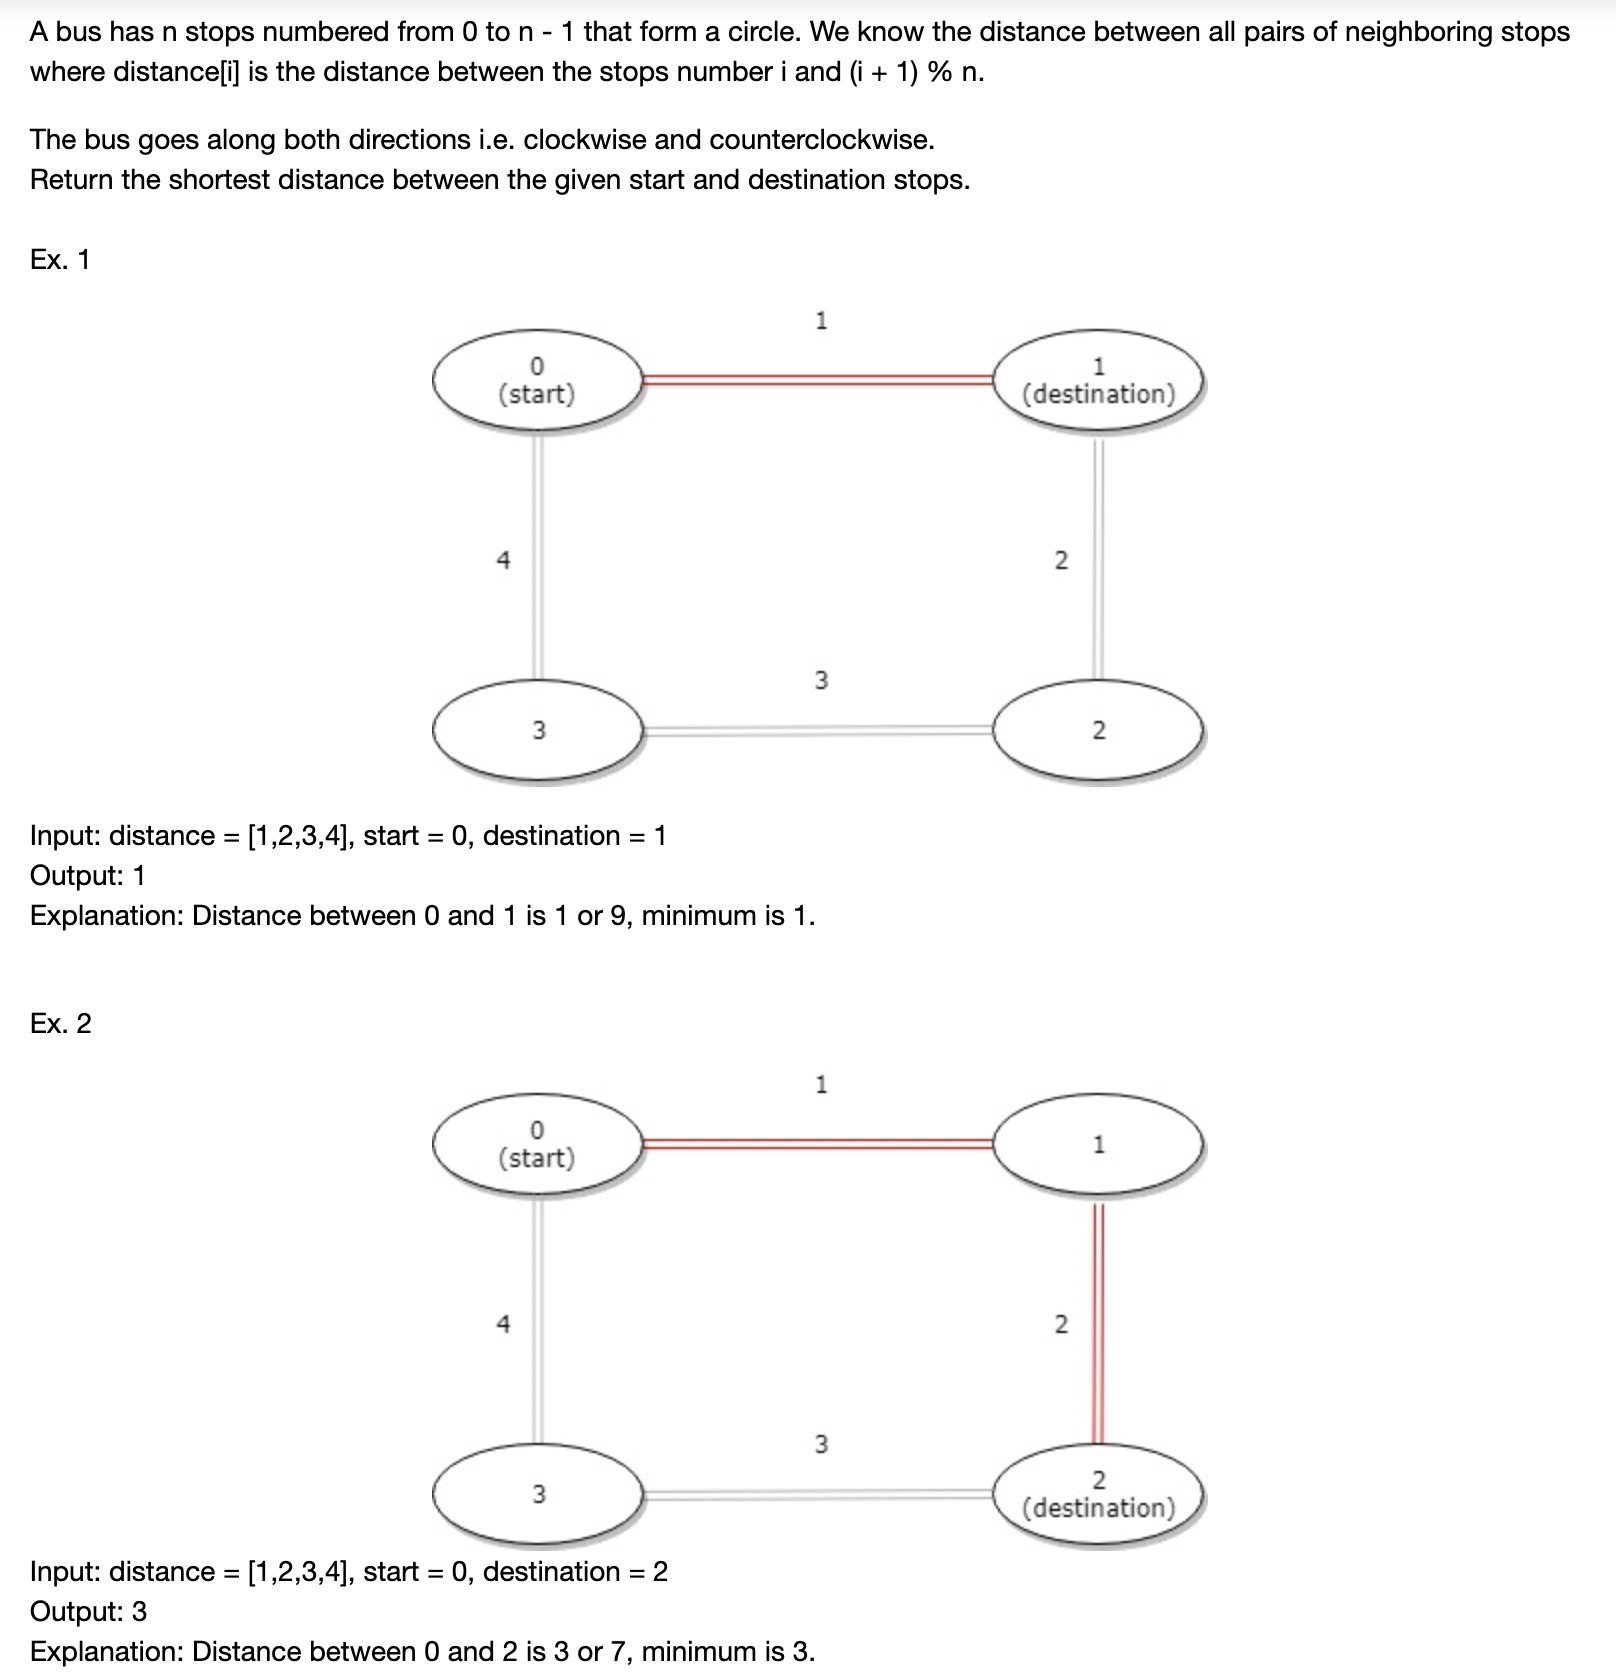 A bus has n stops numbered from 0 to n - 1 that form a circle. We know the distance between all pairs of neighboring stops
where distance[i] is the distance between the stops number i and (i + 1) % n.
The bus goes along both directions i.e. clockwise and counterclockwise.
Return the shortest distance between the given start and destination stops.
Ex. 1
1
0
(start)
1
(destination)
4
2
3
3
2
Input: distance = [1,2,3,4], start = 0, destination = 1
Output: 1
Explanation: Distance between 0 and 1 is 1 or 9, minimum is 1.
Ex. 2
1
0
(start)
1
4
2
3
3
2
(destination)
Input: distance = [1,2,3,4], start = 0, destination = 2
Output: 3
Explanation: Distance between 0 and 2 is 3 or 7, minimum is 3.